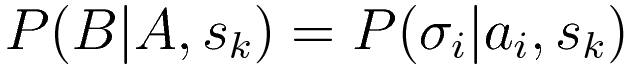 P(B|A, s_k) = P(σ_i|a_i, s_k)